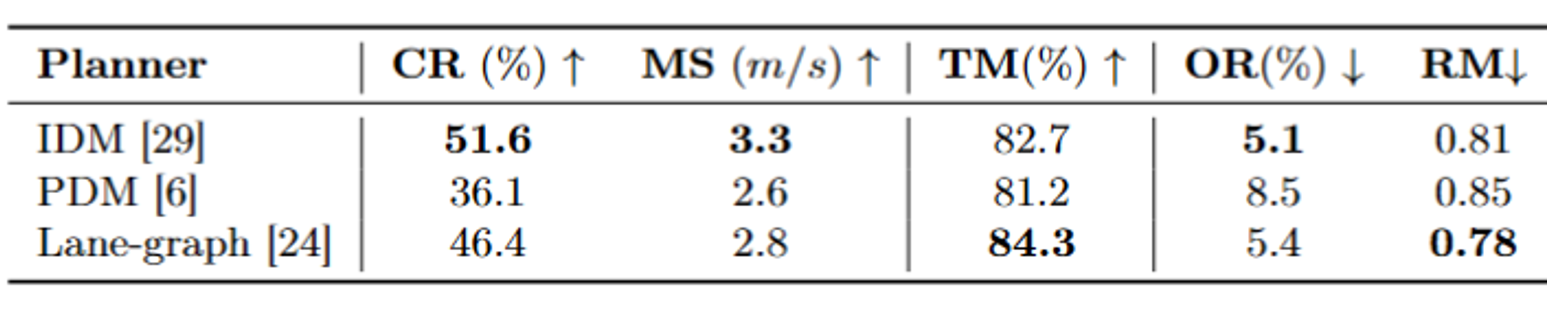 Planner CR (%) ↑ MS (m/s) ↑ TM(%) ↑ OR(%) ↓ RM↓
IDM [29] 51.6 3.3 82.7 5.1 0.81
PDM [6] 36.1 2.6 81.2 8.5 0.85
Lane-graph [24] 46.4 2.8 84.3 5.4 0.78